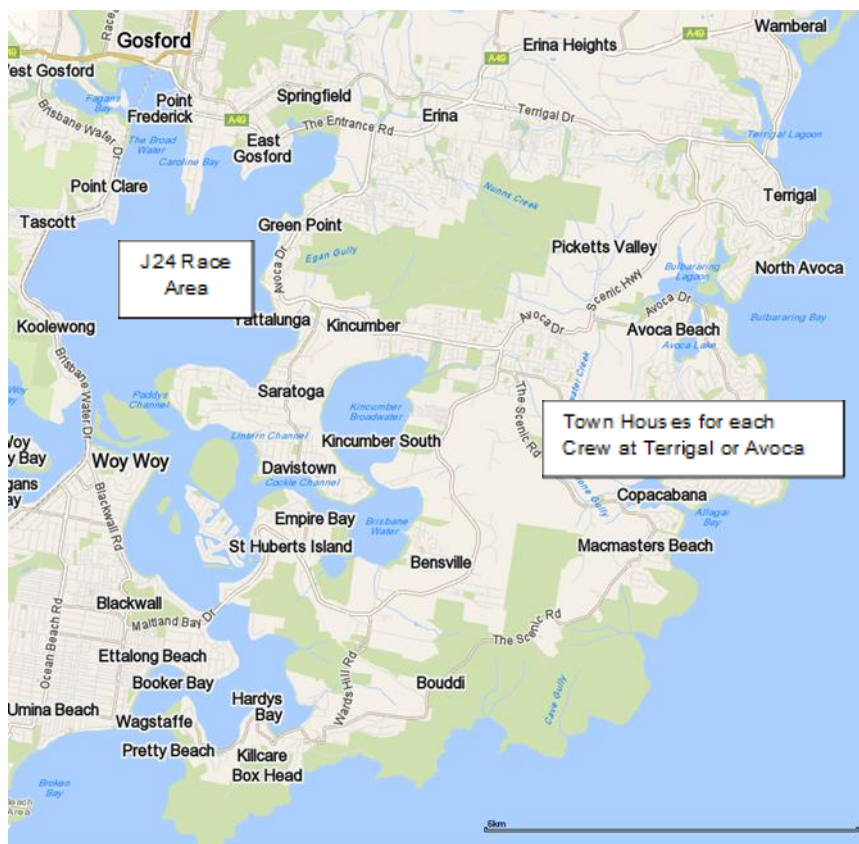 Gosford
Wamberal
Erina Heights
A49
A49
West Gosford
Fagans
Bay
Point
Frederick
Springfield
A49
Erina
Terrigal Dr
The Entrance Rd
Brisbane Water Dr
The Broad
Water
East
Gosford
Caroline Bay
Terrigal Lagoon
Point Clare
Nunns Creek
Terrigal
Tascott
Green Point
Egan Gully
Picketts Valley
J24 Race
Area
Avoca Dr
Scenic Hwy
Bulbararing
Lagoon
North Avoca
Koolewong
Yattalunga
Kincumber
Avoca Dr
Avoca Dr
Avoca Beach
Avoca Lake
Bulbararing Bay
Brisbane Water Dr
Paddys
Channel
Saratoga
Kincumber
Broadwater
The Scenic Rd
Town Houses for each
Crew at Terrigal or Avoca
Lintern Channel
Kincumber South
Woy Woy
Davistown
Cockle Channel
Blackwall Rd
Empire Bay
Brisbane
Water
Copacabana
Allagai
Bay
St Huberts Island
Bensville
Macmasters Beach
Blackwall
Maitland Bay Dr
The Scenic Rd
Ocean Beach Rd
Ettalong Beach
Booker Bay
Wards Hill Rd
Bouddi
Cave Gully
Umina Beach
Hardys
Bay
Wagstaffe
Pretty Beach
Killcare
Box Head
Broken
Bay
Area
6km